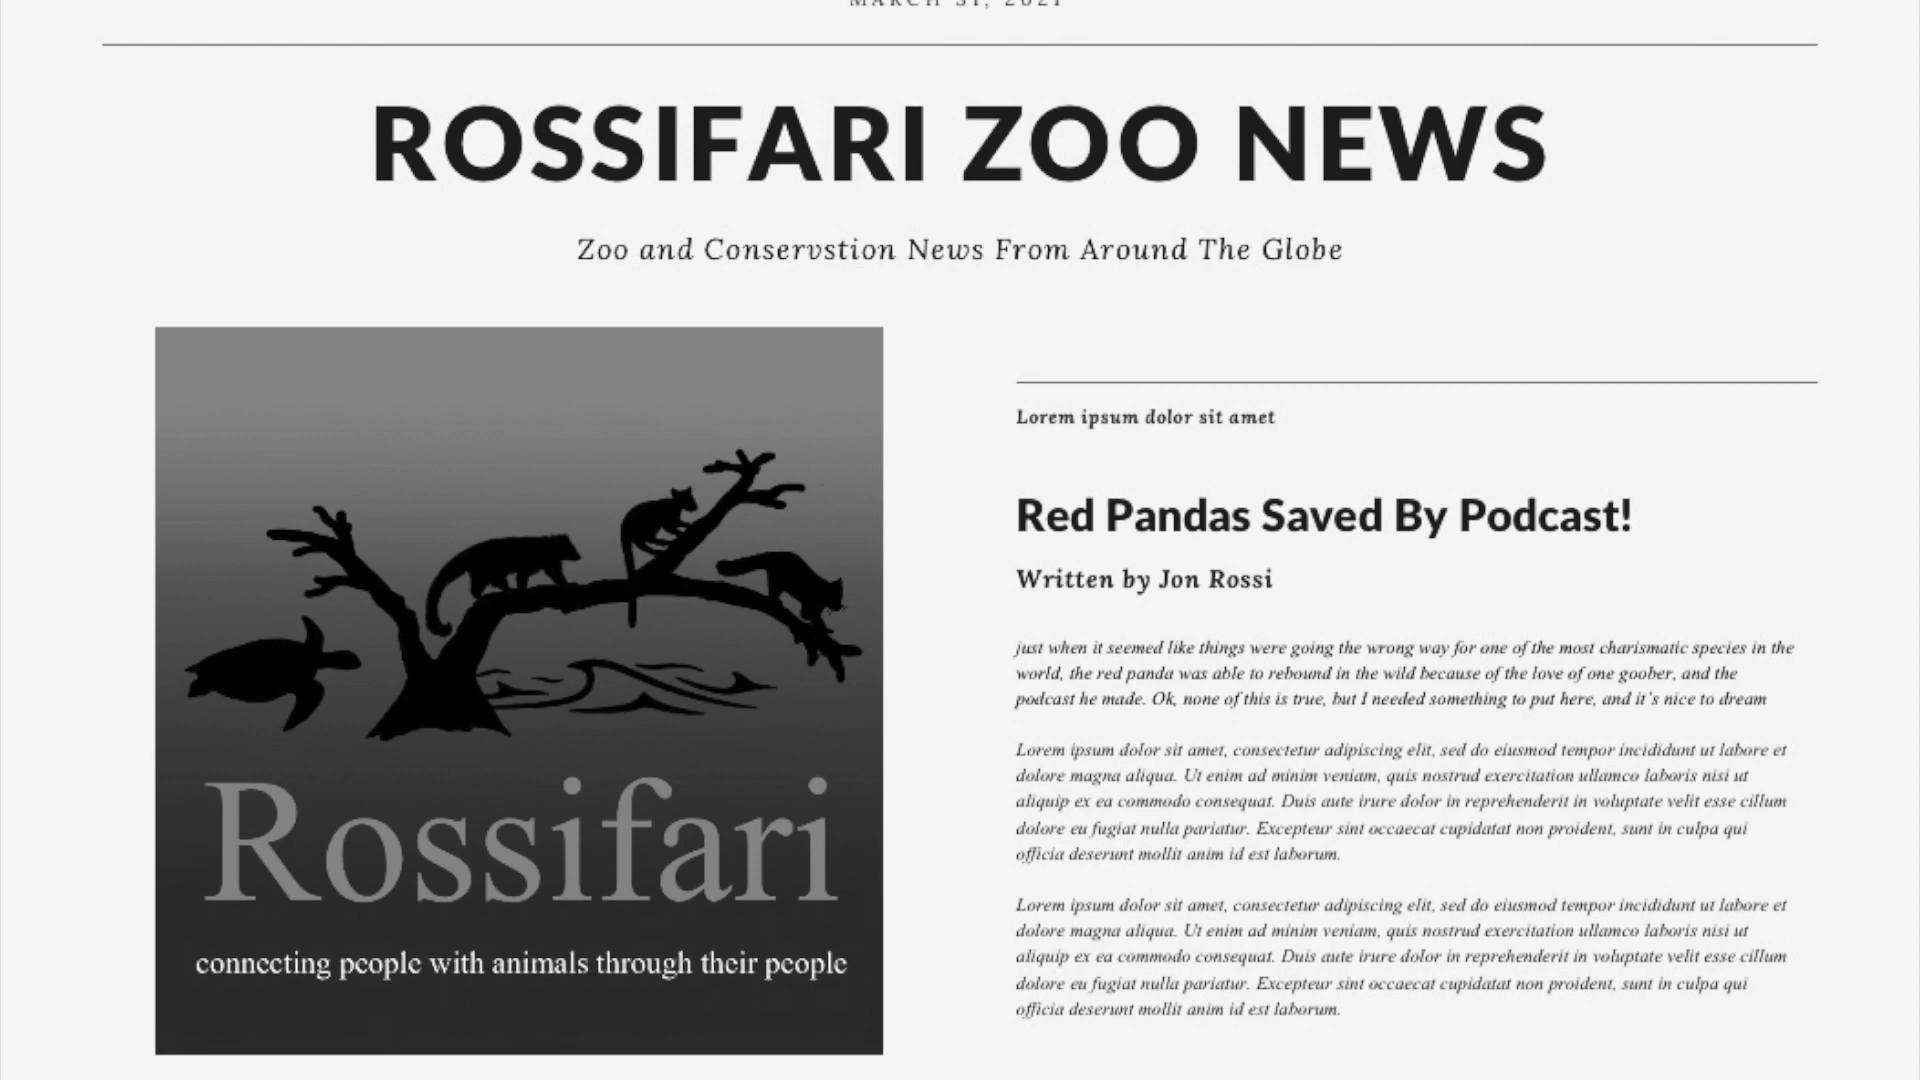 MARCH 31, 2021
ROSSIFARI ZOO NEWS
Zoo and Conservstion News From Around The Globe
Rossifari
connecting people with animals through their people
Lorem ipsum dolor sit amet
Red Pandas Saved By Podcast!
Written by Jon Rossi
just when it seemed like things were going the wrong way for one of the most charismatic species in the
world, the red panda was able to rebound in the wild because of the love of one goober, and the
podcast he made. Ok, none of this is true, but I needed something to put here, and it's nice to dream
Lorem ipsum dolor sit amet, consectetur adipiscing elit, sed do eiusmod tempor incididunt ut labore et
dolore magna aliqua. Ut enim ad minim veniam, quis nostrud exercitation ullamco laboris nisi ut
aliquip ex ea commodo consequat. Duis aute irure dolor in reprehenderit in voluptate velit esse cillum
dolore eu fugiat nulla pariatur. Excepteur sint occaecat cupidatat non proident, sunt in culpa qui
officia deserunt mollit anim id est laborum.
Lorem ipsum dolor sit amet, consectetur adipiscing elit, sed do eiusmod tempor incididunt ut labore et
dolore magna aliqua. Ut enim ad minim veniam, quis nostrud exercitation ullamco laboris nisi ut
aliquip ex ea commodo consequat. Duis aute irure dolor in reprehenderit in voluptate velit esse cillum
dolore eu fugiat nulla pariatur. Excepteur sint occaecat cupidatat non proident, sunt in culpa qui
officia deserunt mollit anim id est laborum.